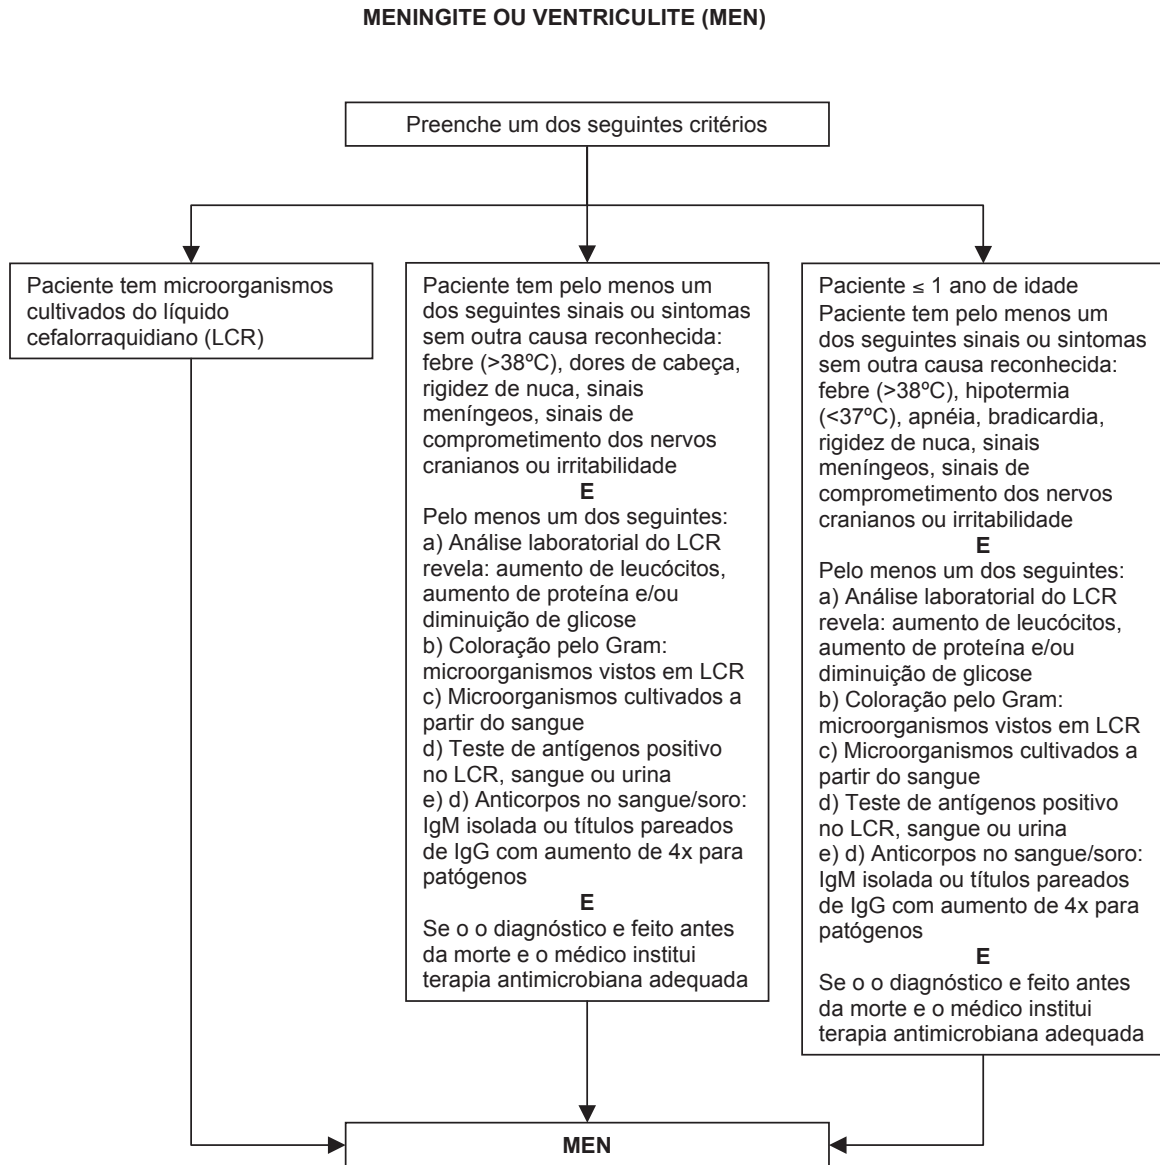 MENINGITE OU VENTRICULITE (MEN)
Preenche um dos seguintes critérios
Paciente tem microorganismos
cultivados do líquido
cefalorraquidiano (LCR)
Paciente tem pelo menos um
dos seguintes sinais ou sintomas
sem outra causa reconhecida:
febre (>38ºC), dores de cabeça,
rigidez de nuca, sinais
meníngeos, sinais de
comprometimento dos nervos
cranianos ou irritabilidade
E
Pelo menos um dos seguintes:
a) Análise laboratorial do LCR
revela: aumento de leucócitos,
aumento de proteína e/ou
diminuição de glicose
b) Coloração pelo Gram:
microorganismos vistos em LCR
c) Microorganismos cultivados a
partir do sangue
d) Teste de antígenos positivo
no LCR, sangue ou urina
e) d) Anticorpos no sangue/soro:
IgM isolada ou títulos pareados
de IgG com aumento de 4x para
patógenos
E
Se o o diagnóstico e feito antes
da morte e o médico institui
terapia antimicrobiana adequada
Paciente ≤ 1 ano de idade
Paciente tem pelo menos um
dos seguintes sinais ou sintomas
sem outra causa reconhecida:
febre (>38ºC), hipotermia
(<37ºC), apnéia, bradicardia,
rigidez de nuca, sinais
meníngeos, sinais de
comprometimento dos nervos
cranianos ou irritabilidade
E
Pelo menos um dos seguintes:
a) Análise laboratorial do LCR
revela: aumento de leucócitos,
aumento de proteína e/ou
diminuição de glicose
b) Coloração pelo Gram:
microorganismos vistos em LCR
c) Microorganismos cultivados a
partir do sangue
d) Teste de antígenos positivo
no LCR, sangue ou urina
e) d) Anticorpos no sangue/soro:
IgM isolada ou títulos pareados
de IgG com aumento de 4x para
patógenos
E
Se o o diagnóstico e feito antes
da morte e o médico institui
terapia antimicrobiana adequada
MEN